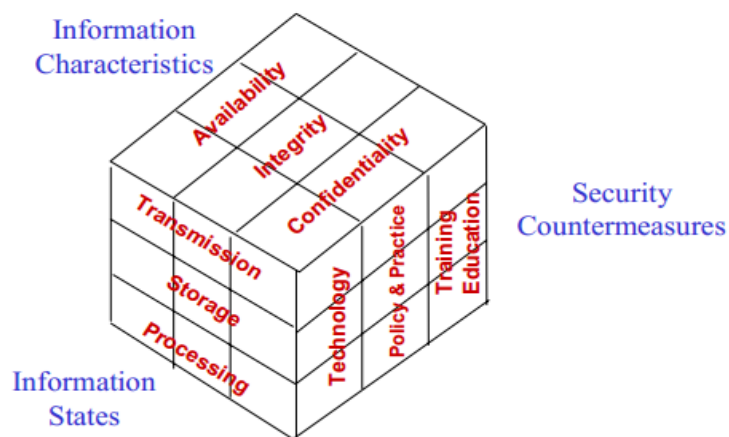 Information
Characteristics
Availability
Integrity
Confidentiality
Transmission
Storage
Processing
Technology
Policy & Practice
Training
Education
Security
Countermeasures
Information
States